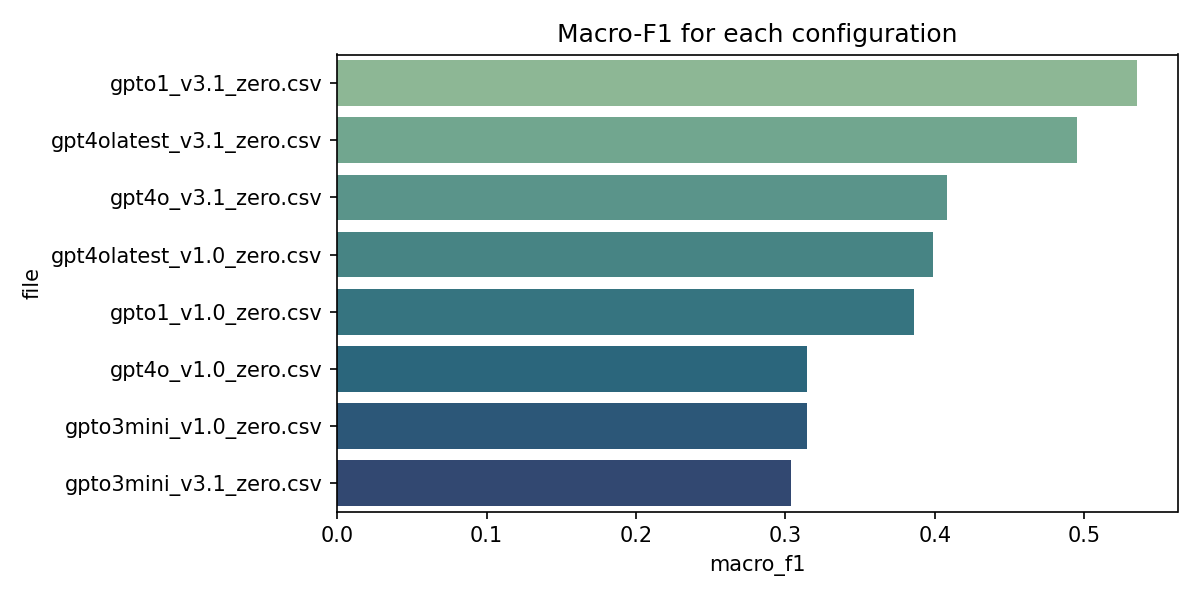 Macro-F1 for each configuration
file
gpto1_v3.1_zero.csv
gpt4olatest_v3.1_zero.csv
gpt4o_v3.1_zero.csv
gpt4olatest_v1.0_zero.csv
gpto1_v1.0_zero.csv
gpt4o_v1.0_zero.csv
gpto3mini_v1.0_zero.csv
gpto3mini_v3.1_zero.csv
0.0 0.1 0.2 0.3 0.4 0.5
macro_f1